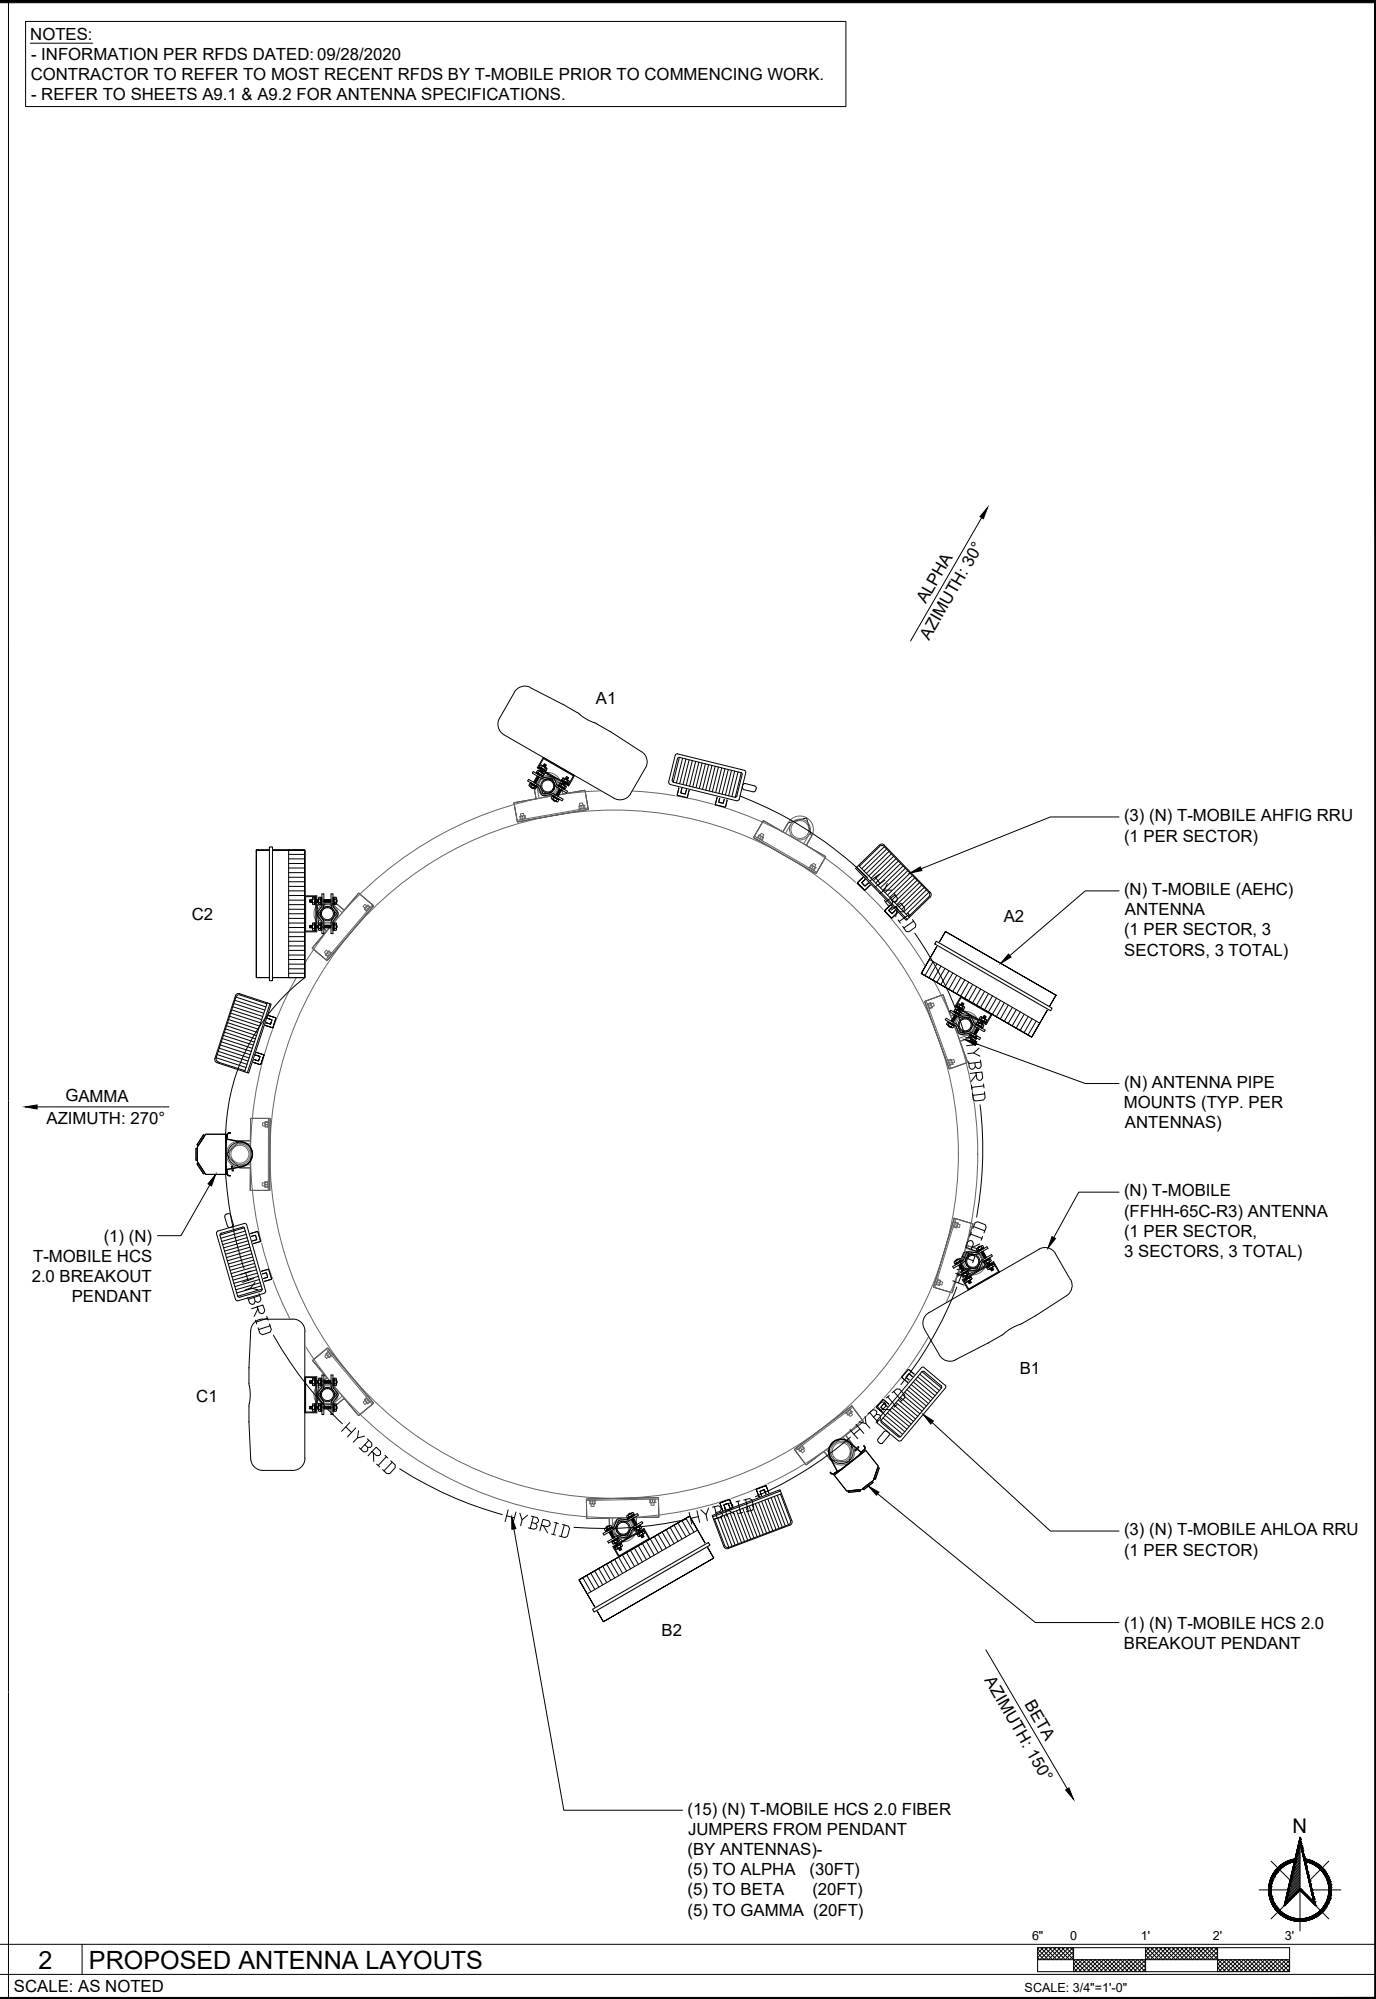 NOTES:
- INFORMATION PER RFDS DATED: 09/28/2020
CONTRACTOR TO REFER TO MOST RECENT RFDS BY T-MOBILE PRIOR TO COMMENCING WORK.
- REFER TO SHEETS A9.1 & A9.2 FOR ANTENNA SPECIFICATIONS.
ALPHA
AZIMUTH: 30°
A1
(3) (N) T-MOBILE AHFIG RRU
(1 PER SECTOR)
HYBRID
(N) T-MOBILE (AEHC)
ANTENNA
(1 PER SECTOR, 3
SECTORS, 3 TOTAL)
C2
A2
HYBRID
(N) ANTENNA PIPE
MOUNTS (TYP. PER
ANTENNAS)
GAMMA
AZIMUTH: 270°
(N) T-MOBILE
(FFHH-65C-R3) ANTENNA
(1 PER SECTOR,
3 SECTORS, 3 TOTAL)
(1) (N)
T-MOBILE HCS
2.0 BREAKOUT
PENDANT
HYBRID
B1
C1
HYBRID
HYBRID
HYBRID
HYBRID
(3) (N) T-MOBILE AHLOA RRU
(1 PER SECTOR)
B2
(1) (N) T-MOBILE HCS 2.0
BREAKOUT PENDANT
BETA
AZIMUTH: 150°
(15) (N) T-MOBILE HCS 2.0 FIBER
JUMPERS FROM PENDANT
(BY ANTENNAS)-
(5) TO ALPHA (30FT)
(5) TO BETA (20FT)
(5) TO GAMMA (20FT)
N
6" 0 1' 2' 3'
2 PROPOSED ANTENNA LAYOUTS
SCALE: AS NOTED
SCALE: 3/4"=1'-0"